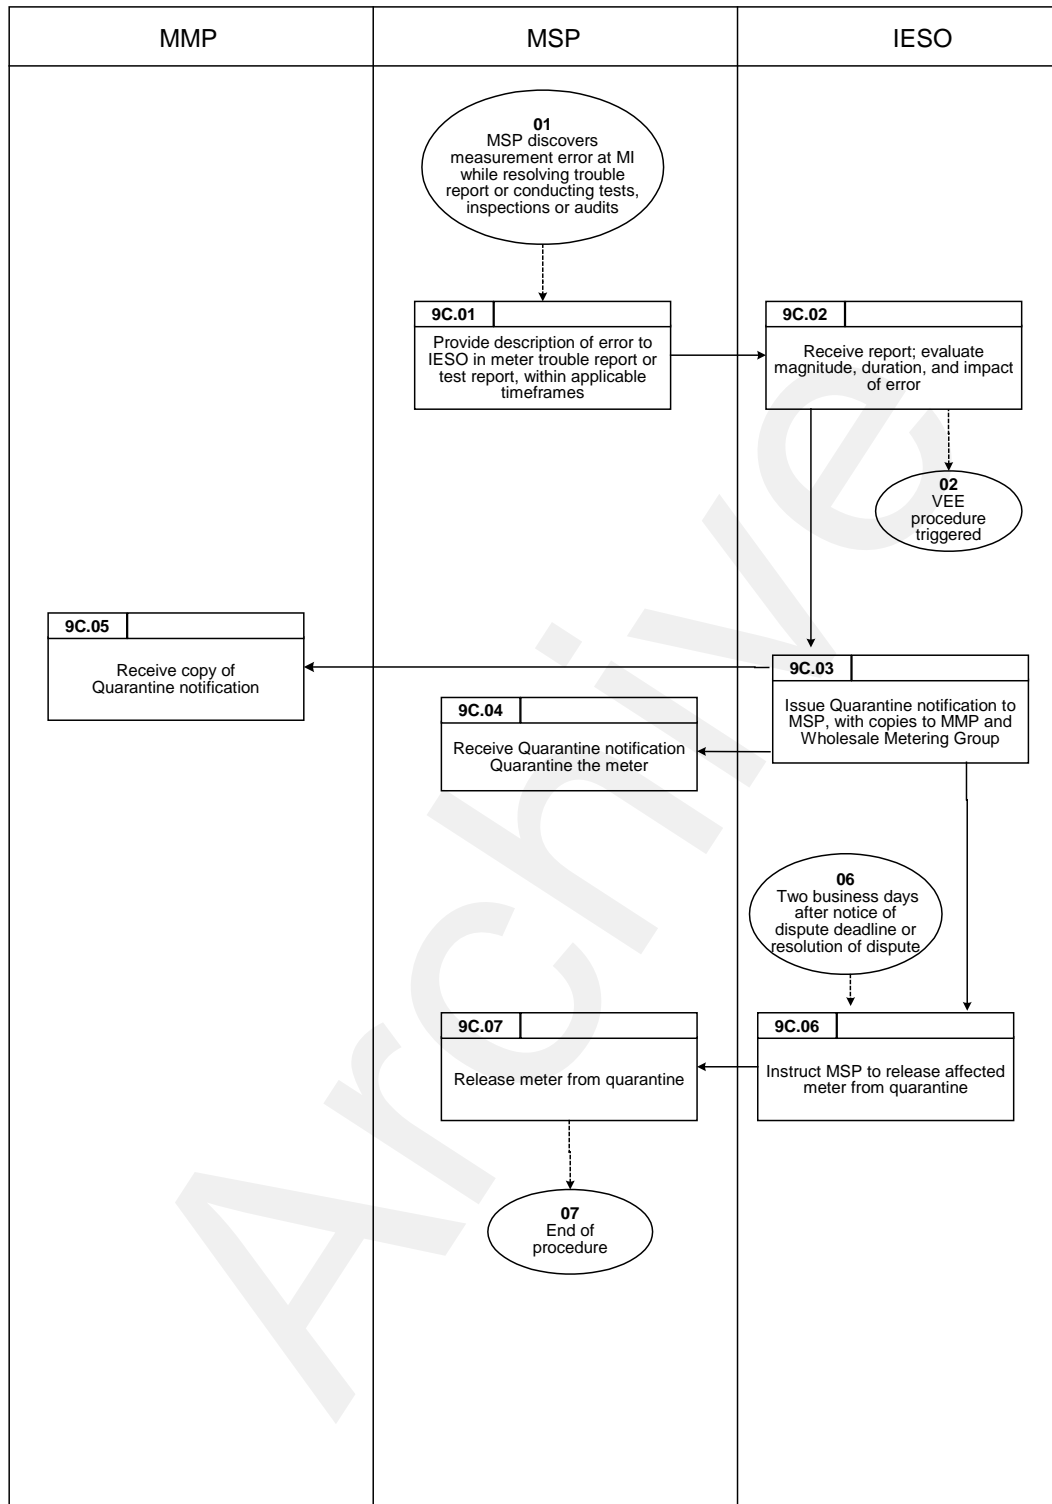 MMP
MSP
IESO
01
MSP discovers
measurement error at MI
while resolving trouble
report or conducting tests,
inspections or audits
9C.01
Provide description of error to
IESO in meter trouble report or
test report, within applicable
timeframes
9C.02
Receive report; evaluate
magnitude, duration, and impact
of error
02
VEE
procedure
triggered
9C.05
Receive copy of
Quarantine notification
9C.03
Issue Quarantine notification to
MSP, with copies to MMP and
Wholesale Metering Group
9C.04
Receive Quarantine notification
Quarantine the meter
06
Two business days
after notice of
dispute deadline or
resolution of dispute
9C.07
Release meter from quarantine
9C.06
Instruct MSP to release affected
meter from quarantine
07
End of
procedure
Archive